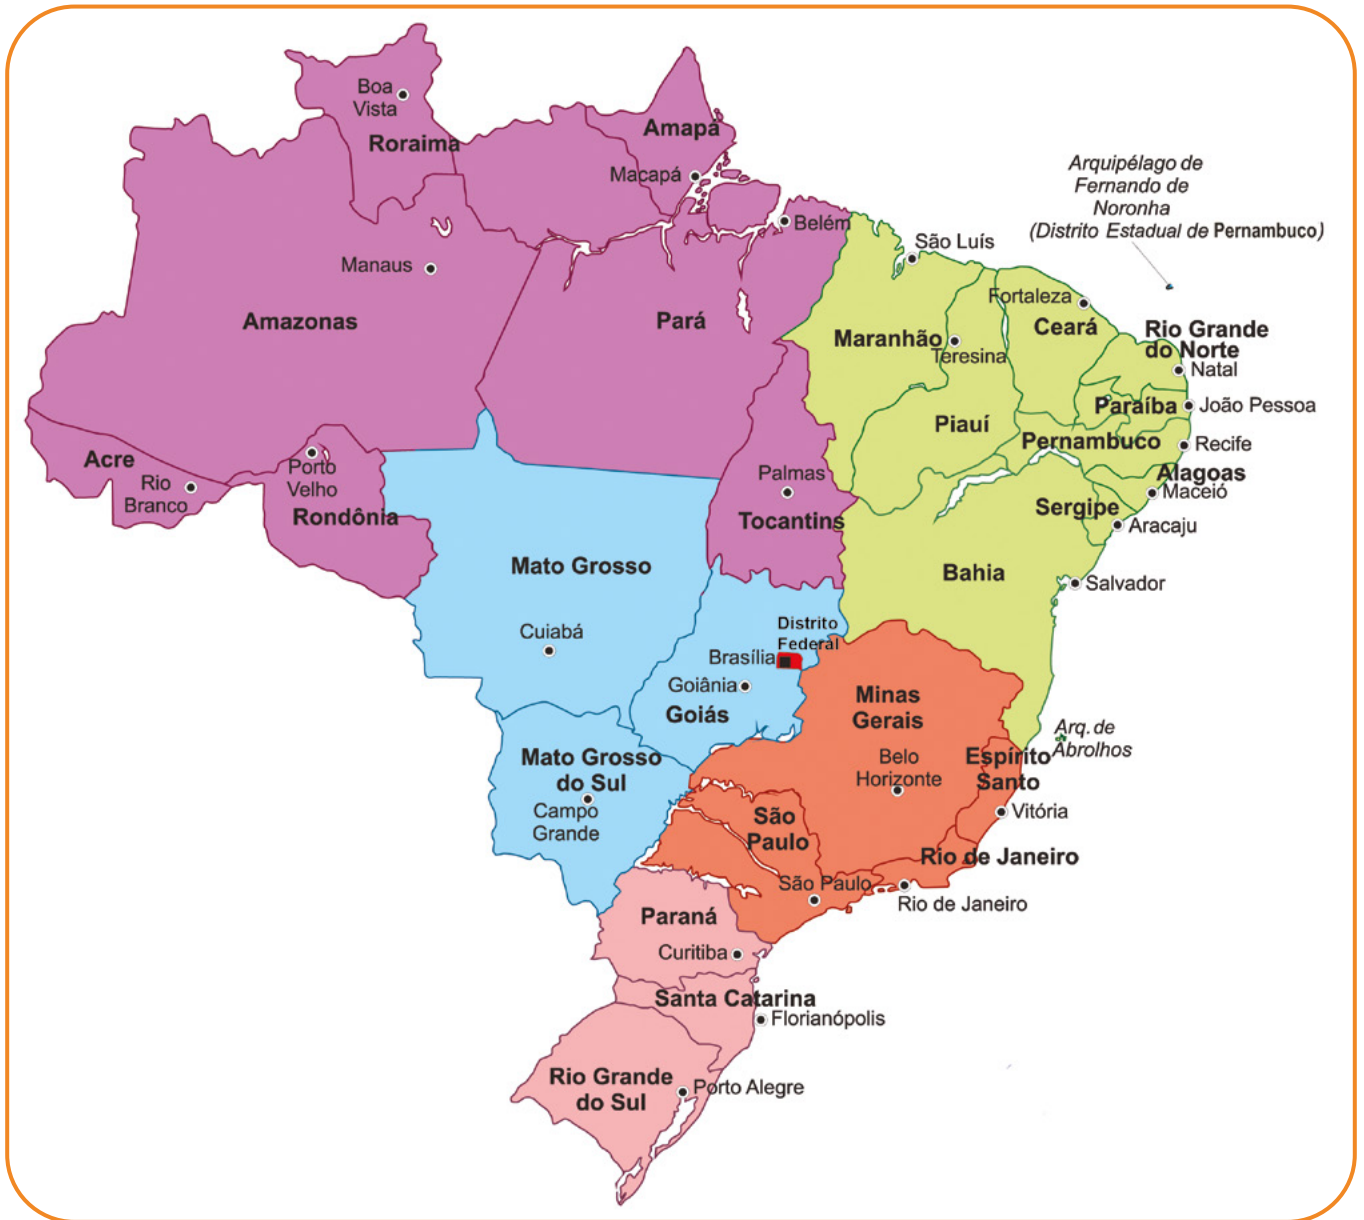 Boa
Vista
Roraima
Amapá
Macapá
Belém
Manaus
Amazonas
Pará
Arquipélago de
Fernando de
Noronha
(Distrito Estadual de Pernambuco)
São Luís
Fortaleza
Ceará
Maranhão
Teresina
Rio Grande
do Norte
Natal
Paraíba
João Pessoa
Piauí
Pernambuco
Recife
Acre
Rio
Branco
Porto
Velho
Rondônia
Palmas
Tocantins
Alagoas
Maceió
Sergipe
Aracaju
Mato Grosso
Bahia
Salvador
Cuiabá
Distrito
Federal
Brasília
Goiânia
Goiás
Minas
Gerais
Arq. de
Abrolhos
Mato Grosso
do Sul
Campo
Grande
Belo
Horizonte
Espírito
Santo
Vitória
São
Paulo
São Paulo
Rio de Janeiro
Rio de Janeiro
Paraná
Curitiba
Santa Catarina
Florianópolis
Rio Grande
do Sul
Porto Alegre